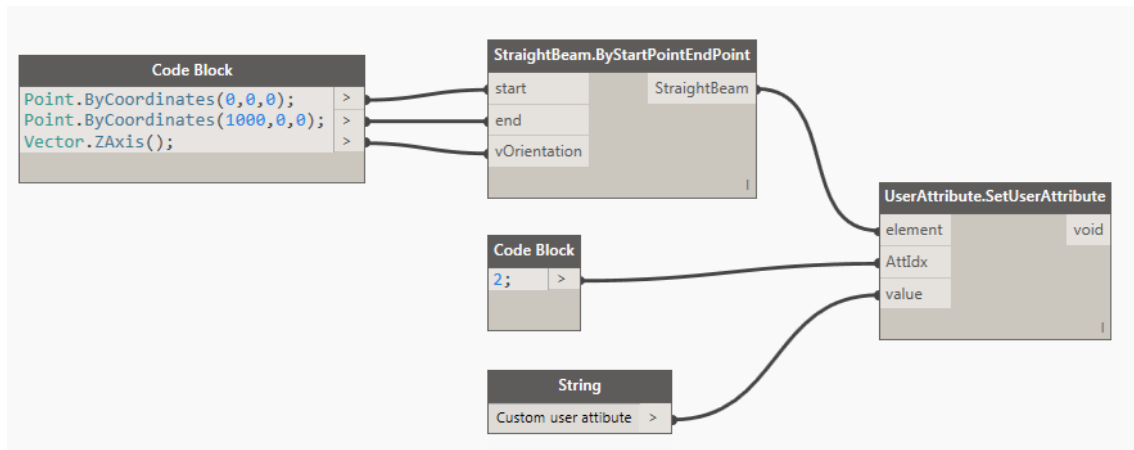 Code Block
Point.ByCoordinates(0,0,0); >
Point.ByCoordinates(1000,0,0); >
Vector.ZAxis(); >
StraightBeam.ByStartPointEndPoint
start StraightBeam
end
vOrientation
l
Code Block
2; >
String
Custom user attibute >
UserAttribute.SetUserAttribute
element void
AttIdx
value
l